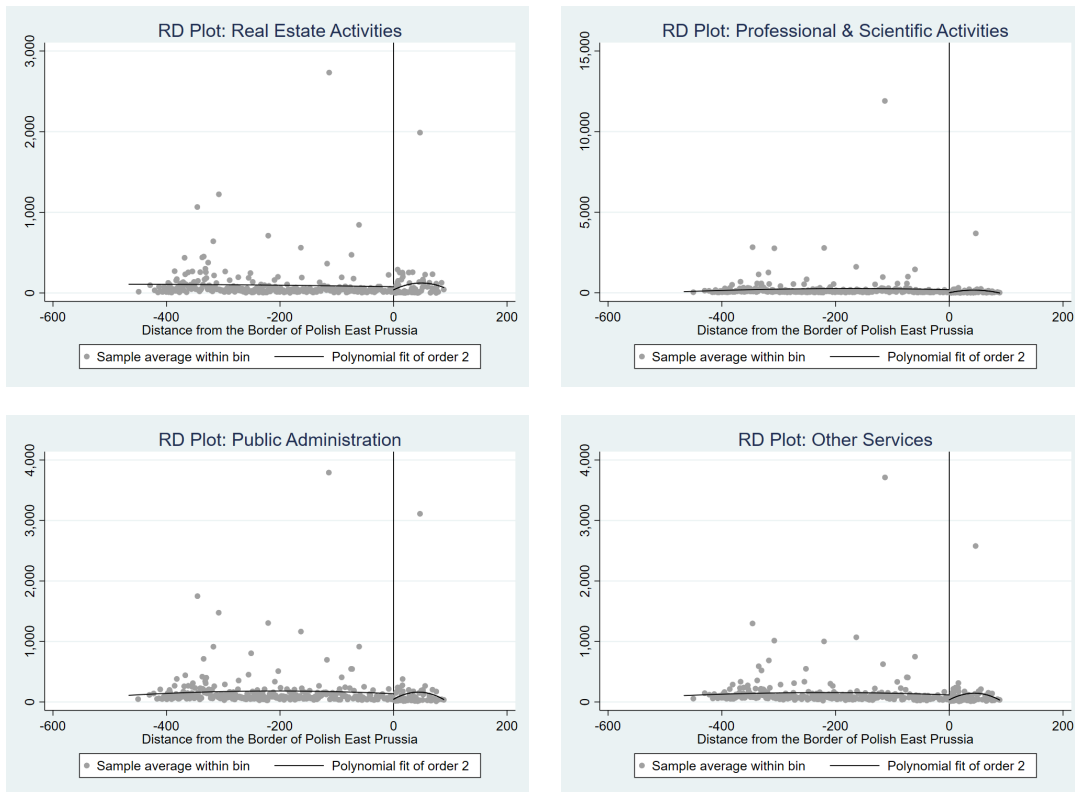 RD Plot: Real Estate Activities
3,000
2,000
1,000
0
-600 -400 -200 0 200
Distance from the Border of Polish East Prussia
Sample average within bin Polynomial fit of order 2
RD Plot: Professional & Scientific Activities
15,000
10,000
5,000
0
-600 -400 -200 0 200
Distance from the Border of Polish East Prussia
Sample average within bin Polynomial fit of order 2
RD Plot: Public Administration
4,000
3,000
2,000
1,000
0
-600 -400 -200 0 200
Distance from the Border of Polish East Prussia
Sample average within bin Polynomial fit of order 2
RD Plot: Other Services
4,000
3,000
2,000
1,000
0
-600 -400 -200 0 200
Distance from the Border of Polish East Prussia
Sample average within bin Polynomial fit of order 2